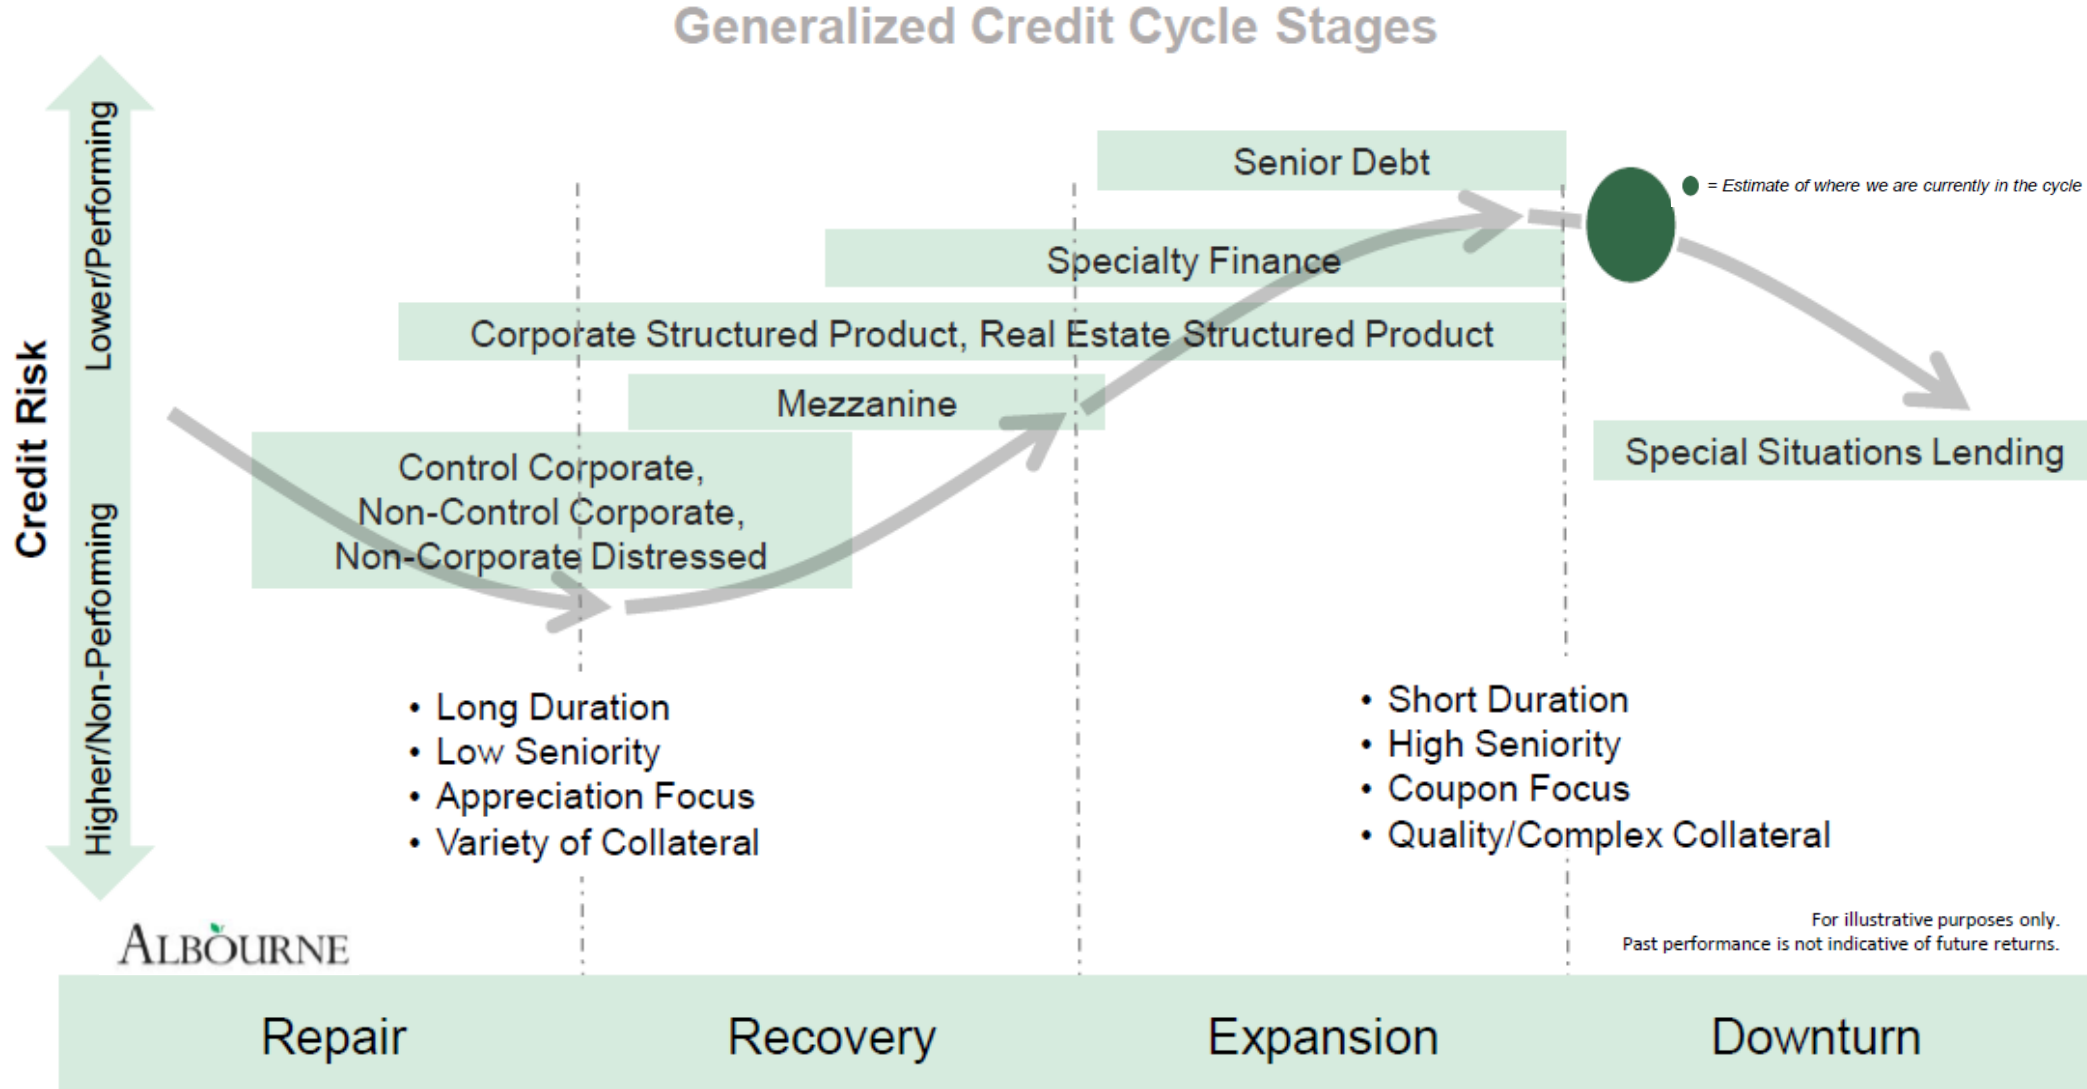 Generalized Credit Cycle Stages
Credit Risk
Lower/Performing
Higher/Non-Performing
Senior Debt
= Estimate of where we are currently in the cycle
Specialty Finance
Corporate Structured Product, Real Estate Structured Product
Mezzanine
Control Corporate,
Non-Control Corporate,
Non-Corporate Distressed
Special Situations Lending
• Long Duration
• Low Seniority
• Appreciation Focus
• Variety of Collateral
• Short Duration
• High Seniority
• Coupon Focus
• Quality/Complex Collateral
ALBOURNE
For illustrative purposes only.
Past performance is not indicative of future returns.
Repair
Recovery
Expansion
Downturn